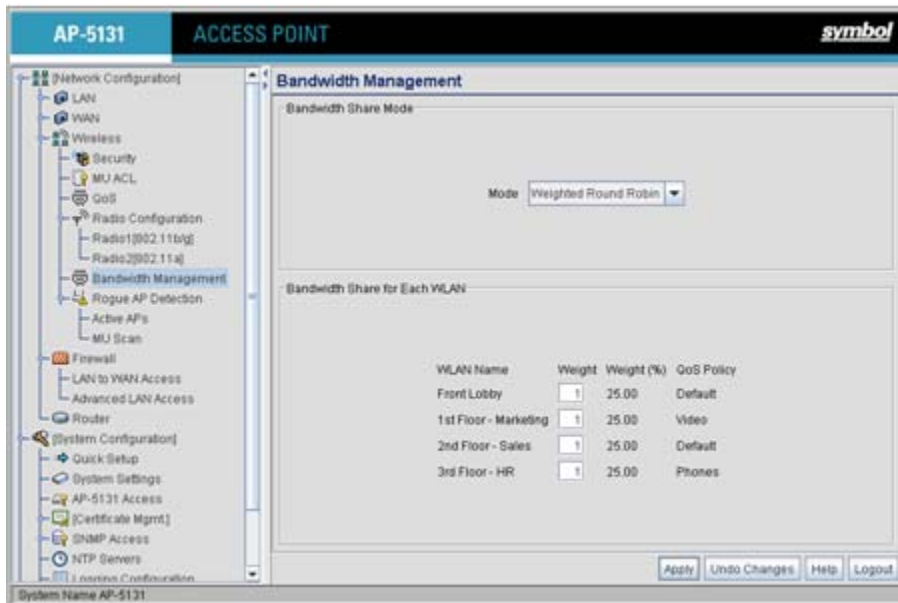 AP-5131 ACCESS POINT symbol
[Network Configuration]
LAN
WAN
Wireless
Security
MU ACL
QoS
Radio Configuration
Radio1[802.11b/g]
Radio2[802.11a]
Bandwidth Management
Rogue AP Detection
Active APs
MU Scan
Firewall
LAN to WAN Access
Advanced LAN Access
Router
[System Configuration]
Quick Setup
System Settings
AP-5131 Access
[Certificate Mgmt.]
SNMP Access
NTP Servers
Logging Configuration
Bandwidth Management
Bandwidth Share Mode
Mode Weighted Round Robin
Bandwidth Share for Each WLAN
WLAN Name Weight Weight (%) QoS Policy
Front Lobby 1 25.00 Default
1st Floor - Marketing 1 25.00 Video
2nd Floor - Sales 1 25.00 Default
3rd Floor - HR 1 25.00 Phones
Apply Undo Changes Help Logout
System Name AP-5131